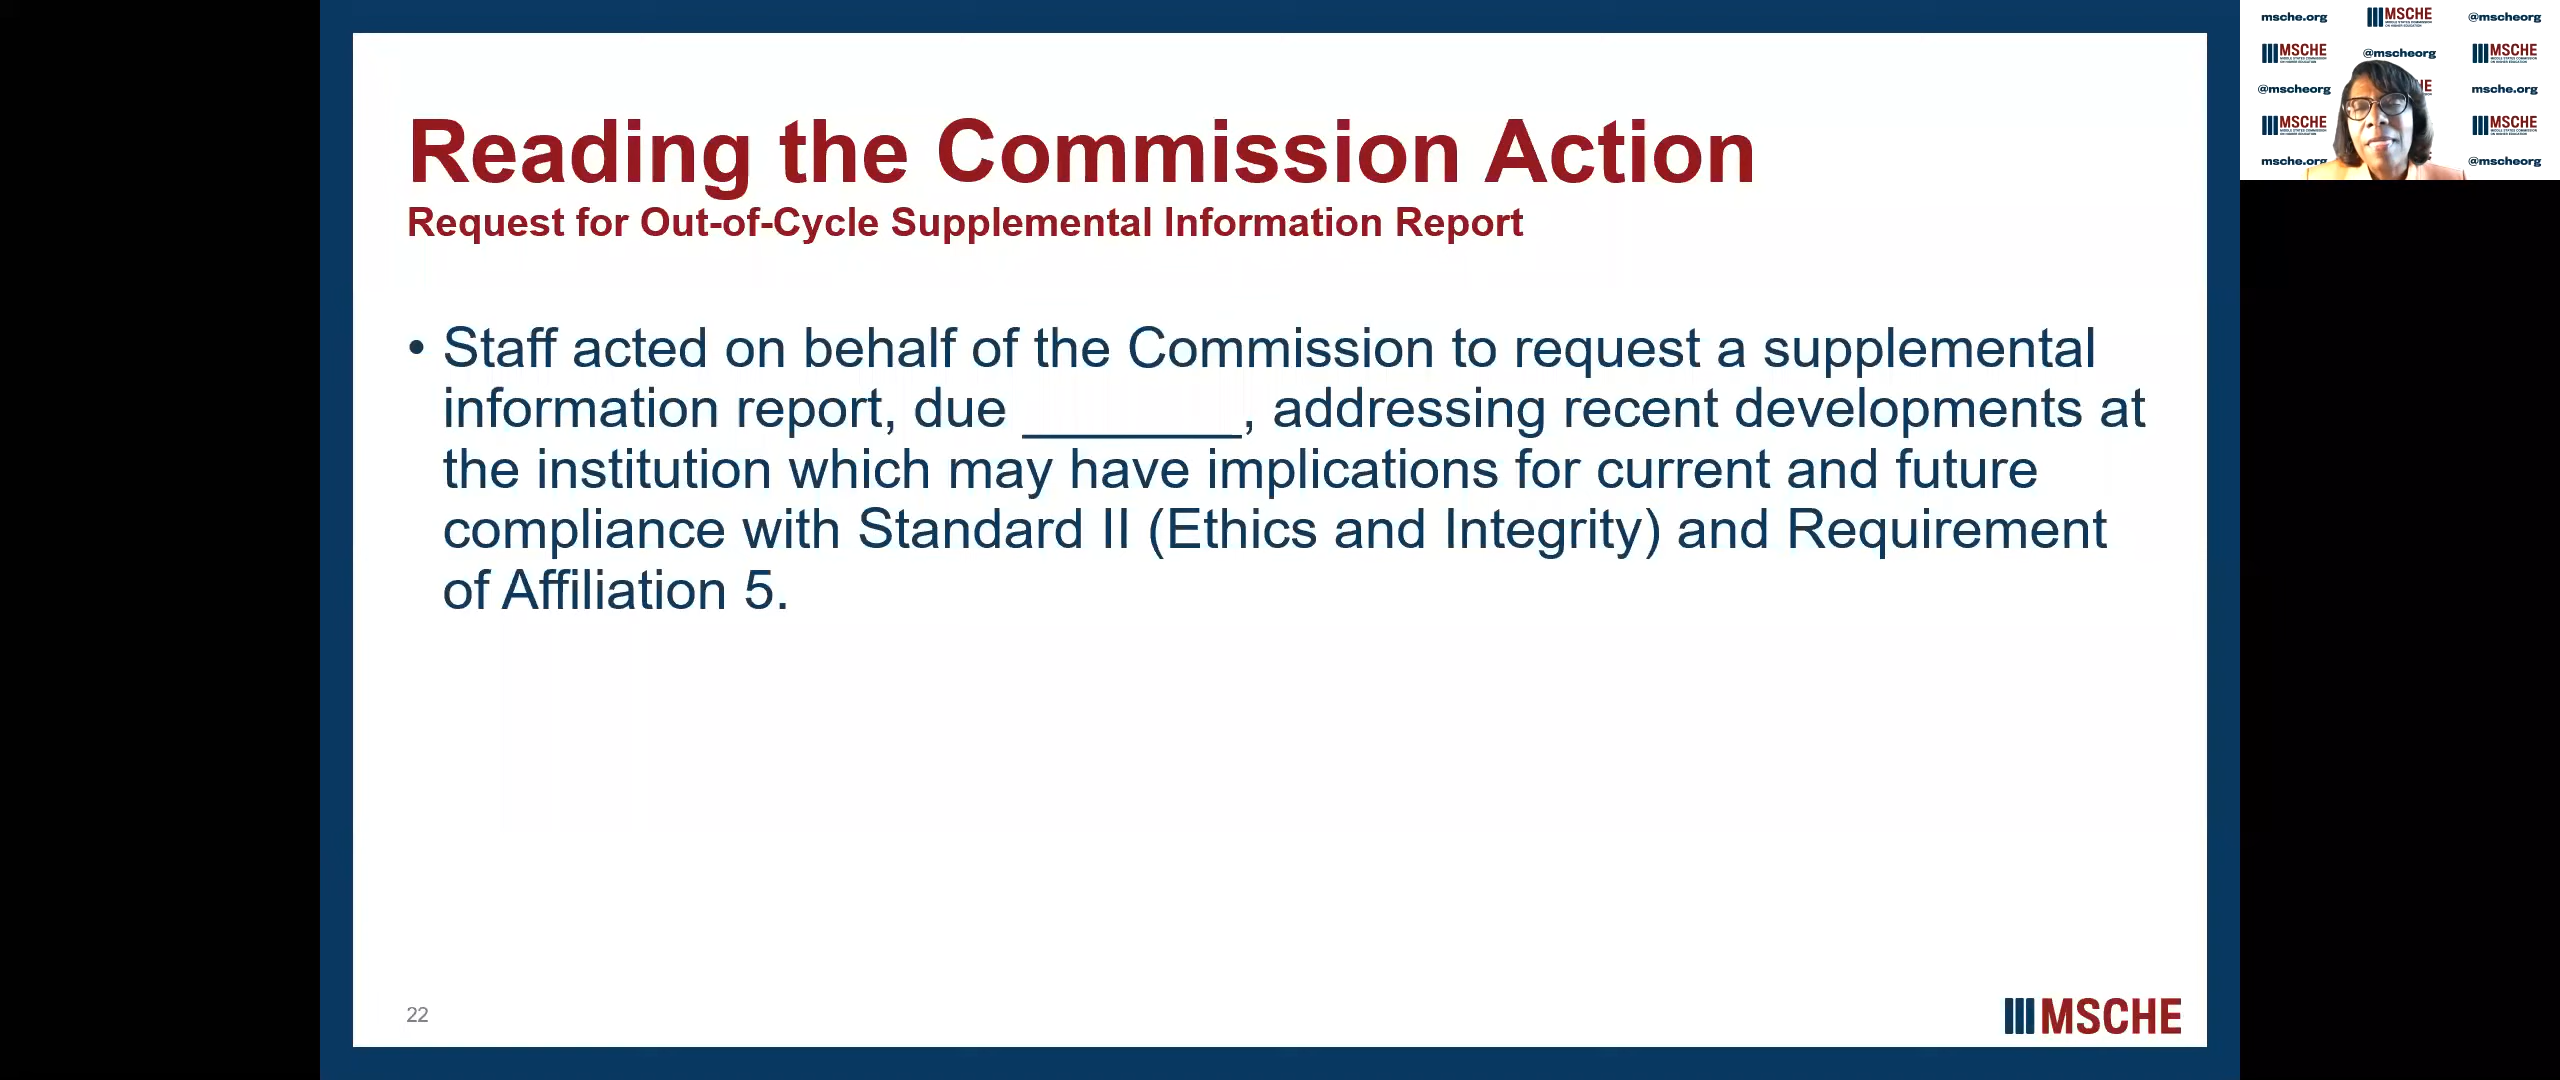 Reading the Commission Action
Request for Out-of-Cycle Supplemental Information Report
• Staff acted on behalf of the Commission to request a supplemental
information report, due ________, addressing recent developments at
the institution which may have implications for current and future
compliance with Standard II (Ethics and Integrity) and Requirement
of Affiliation 5.
22
MSCHE
msche.org MSCHE @mscheorg
MSCHE @mscheorg MSCHE
@mscheorg HE msche.org
MSCHE MSCHE
msche.org @mscheorg